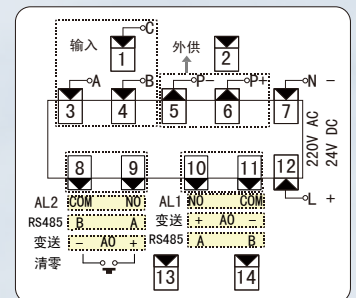 输入 C 外供
1 2
A B P- P+ N -
3 4 5 6 7
220V AC
24V DC
8 9 10 11 12
L +
AL2 COM NO AL1 NO COM
RS485 B A 变送 + AO -
变送 - AO + RS485 A B
清零
13 14